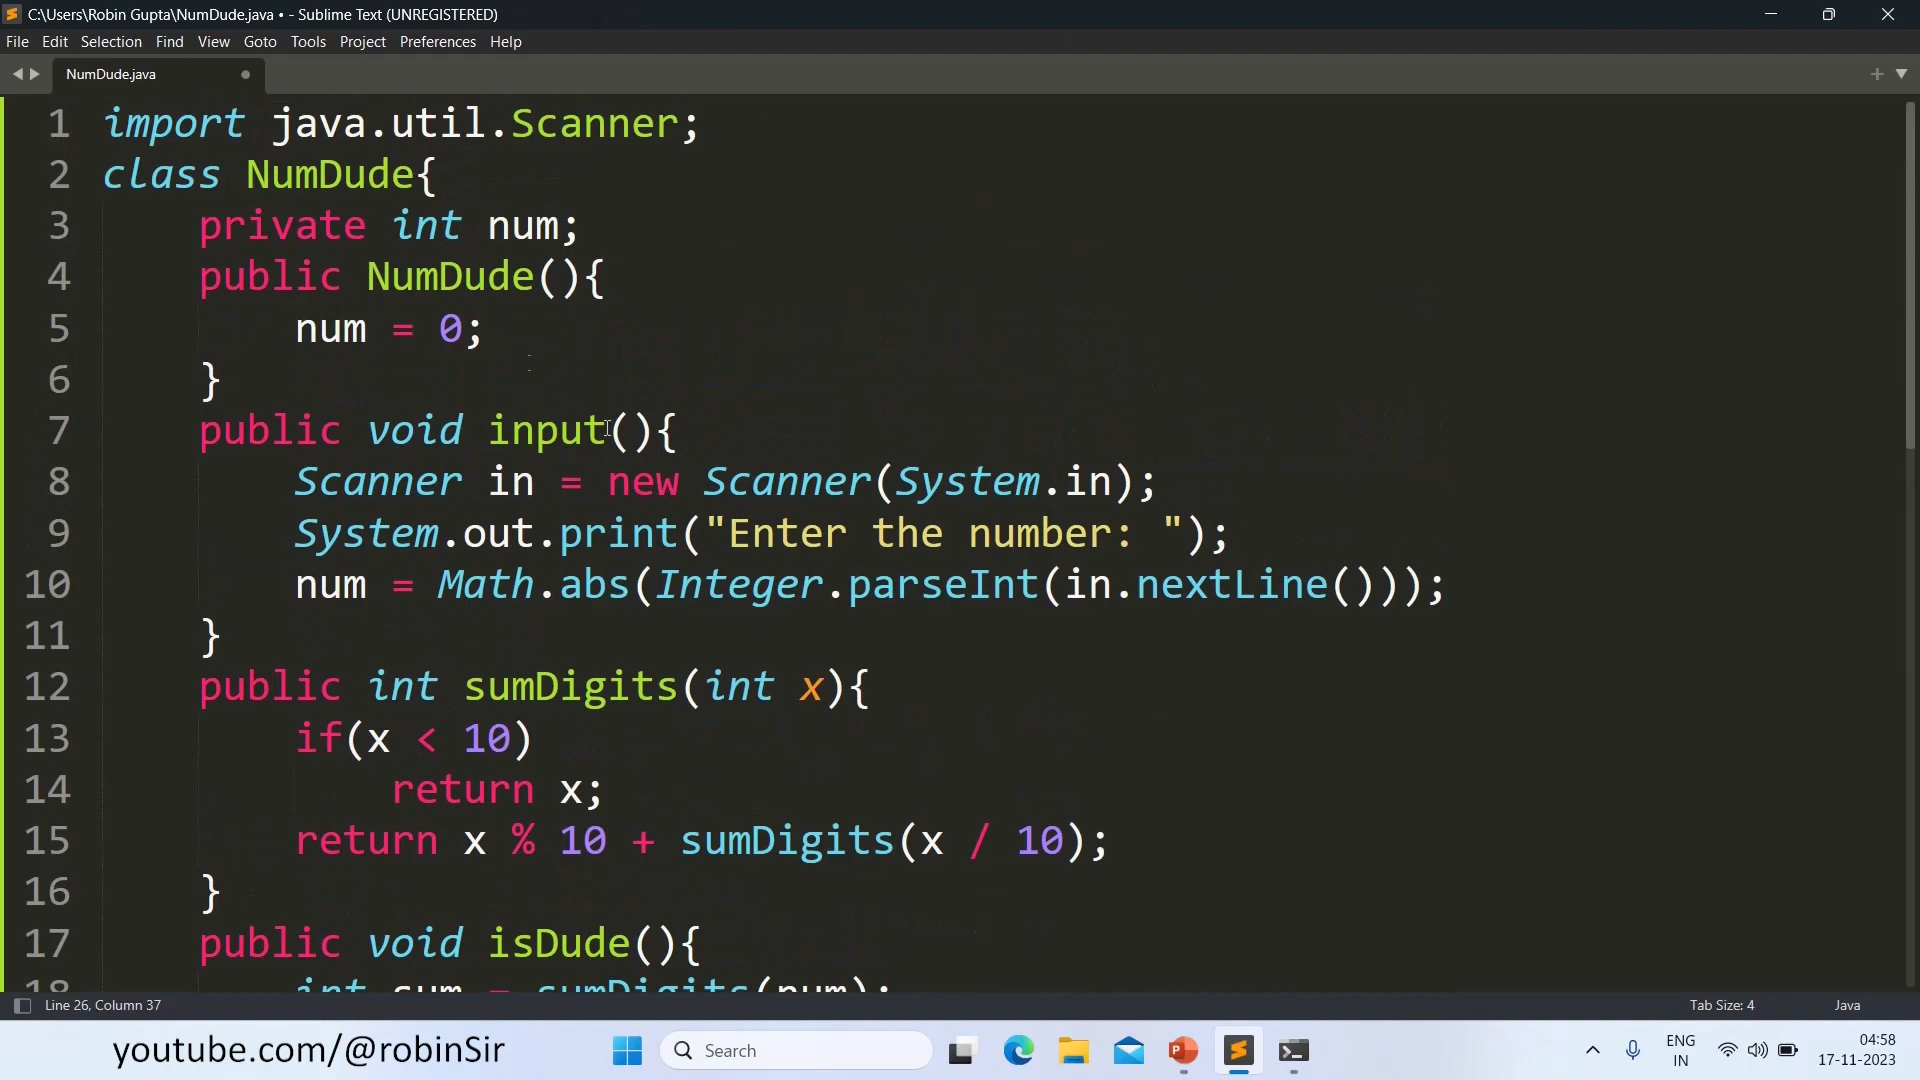 C:\Users\Robin Gupta\NumDude.java • - Sublime Text (UNREGISTERED)
File Edit Selection Find View Goto Tools Project Preferences Help
NumDude.java
1 import java.util.Scanner;
2 class NumDude{
3 private int num;
4 public NumDude(){
5 num = 0;
6 }
7 public void input(){
8 Scanner in = new Scanner(System.in);
9 System.out.print("Enter the number: ");
10 num = Math.abs(Integer.parseInt(in.nextLine()));
11 }
12 public int sumDigits(int x){
13 if(x < 10)
14 return x;
15 return x % 10 + sumDigits(x / 10);
16 }
17 public void isDude(){
18 int sum = sumDigits(num);
Line 26, Column 37 Tab Size: 4 Java
youtube.com/@robinSir Search ENG IN 04:58 17-11-2023